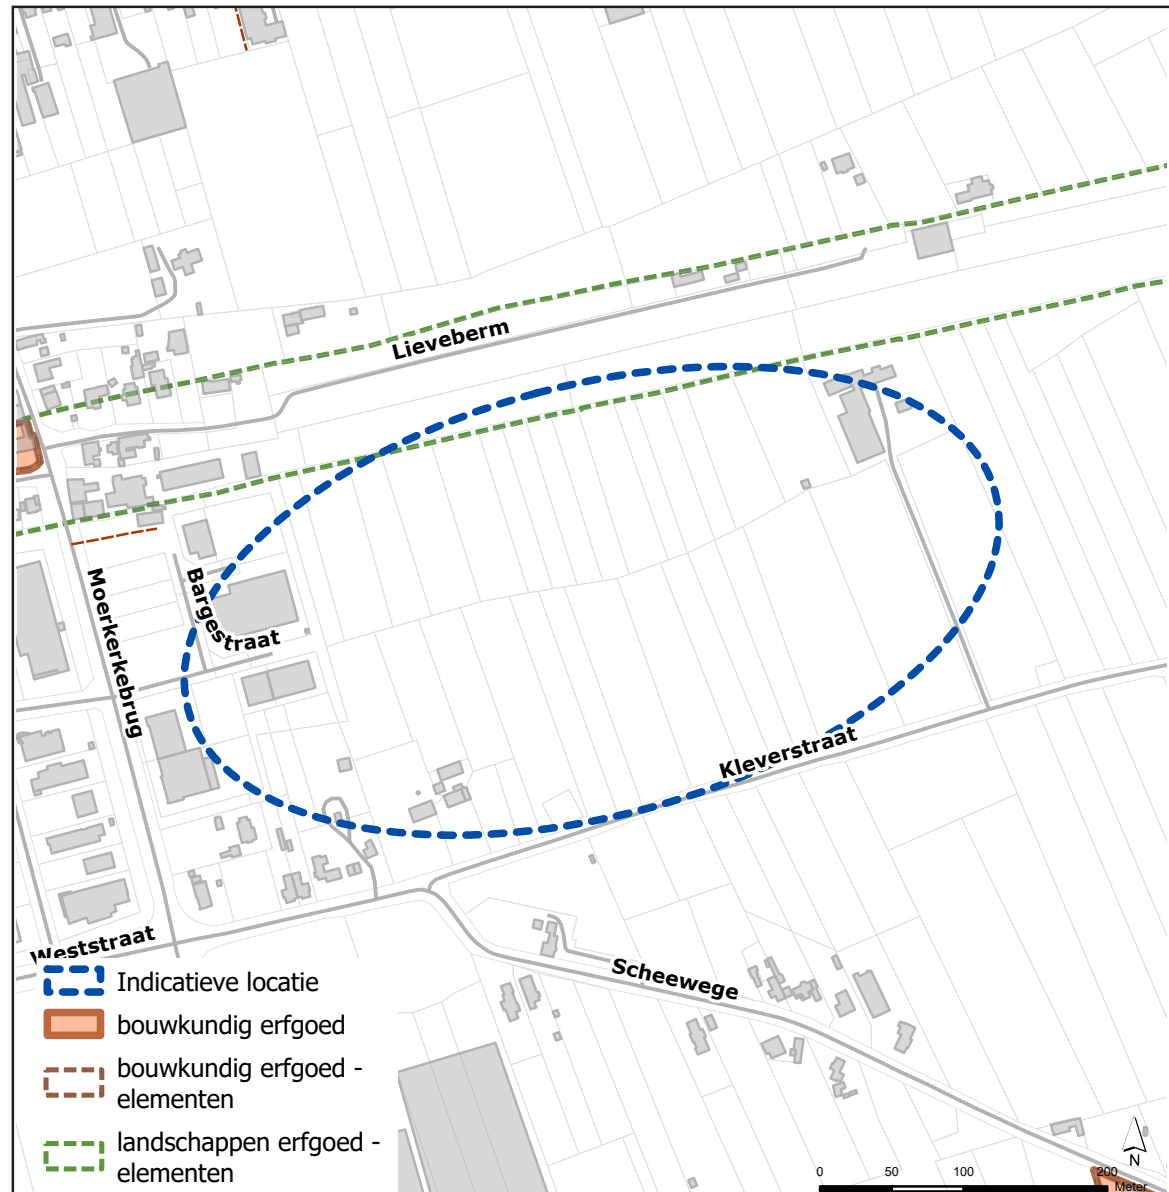 Lieveberm
Moerkerkebrug
Bargestraat
Kleverstraat
Weststraat
Scheewege
Indicatieve locatie
bouwkundig erfgoed
bouwkundig erfgoed -
elementen
landschappen erfgoed -
elementen
N
0 50 100 200
Meter